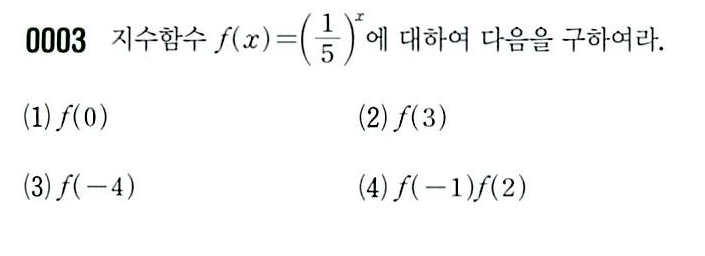 0003 지수함수 f(x)=(1/5)^x에 대하여 다음을 구하여라.
(1) f(0) (2) f(3)
(3) f(-4) (4) f(-1)f(2)